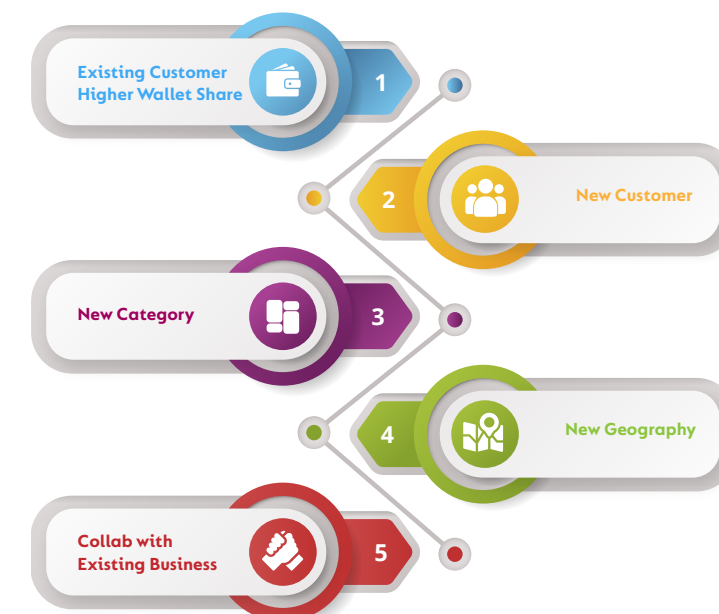 Existing Customer
Higher Wallet Share
1
2
New Customer
New Category
3
4
New Geography
Collab with
Existing Business
5